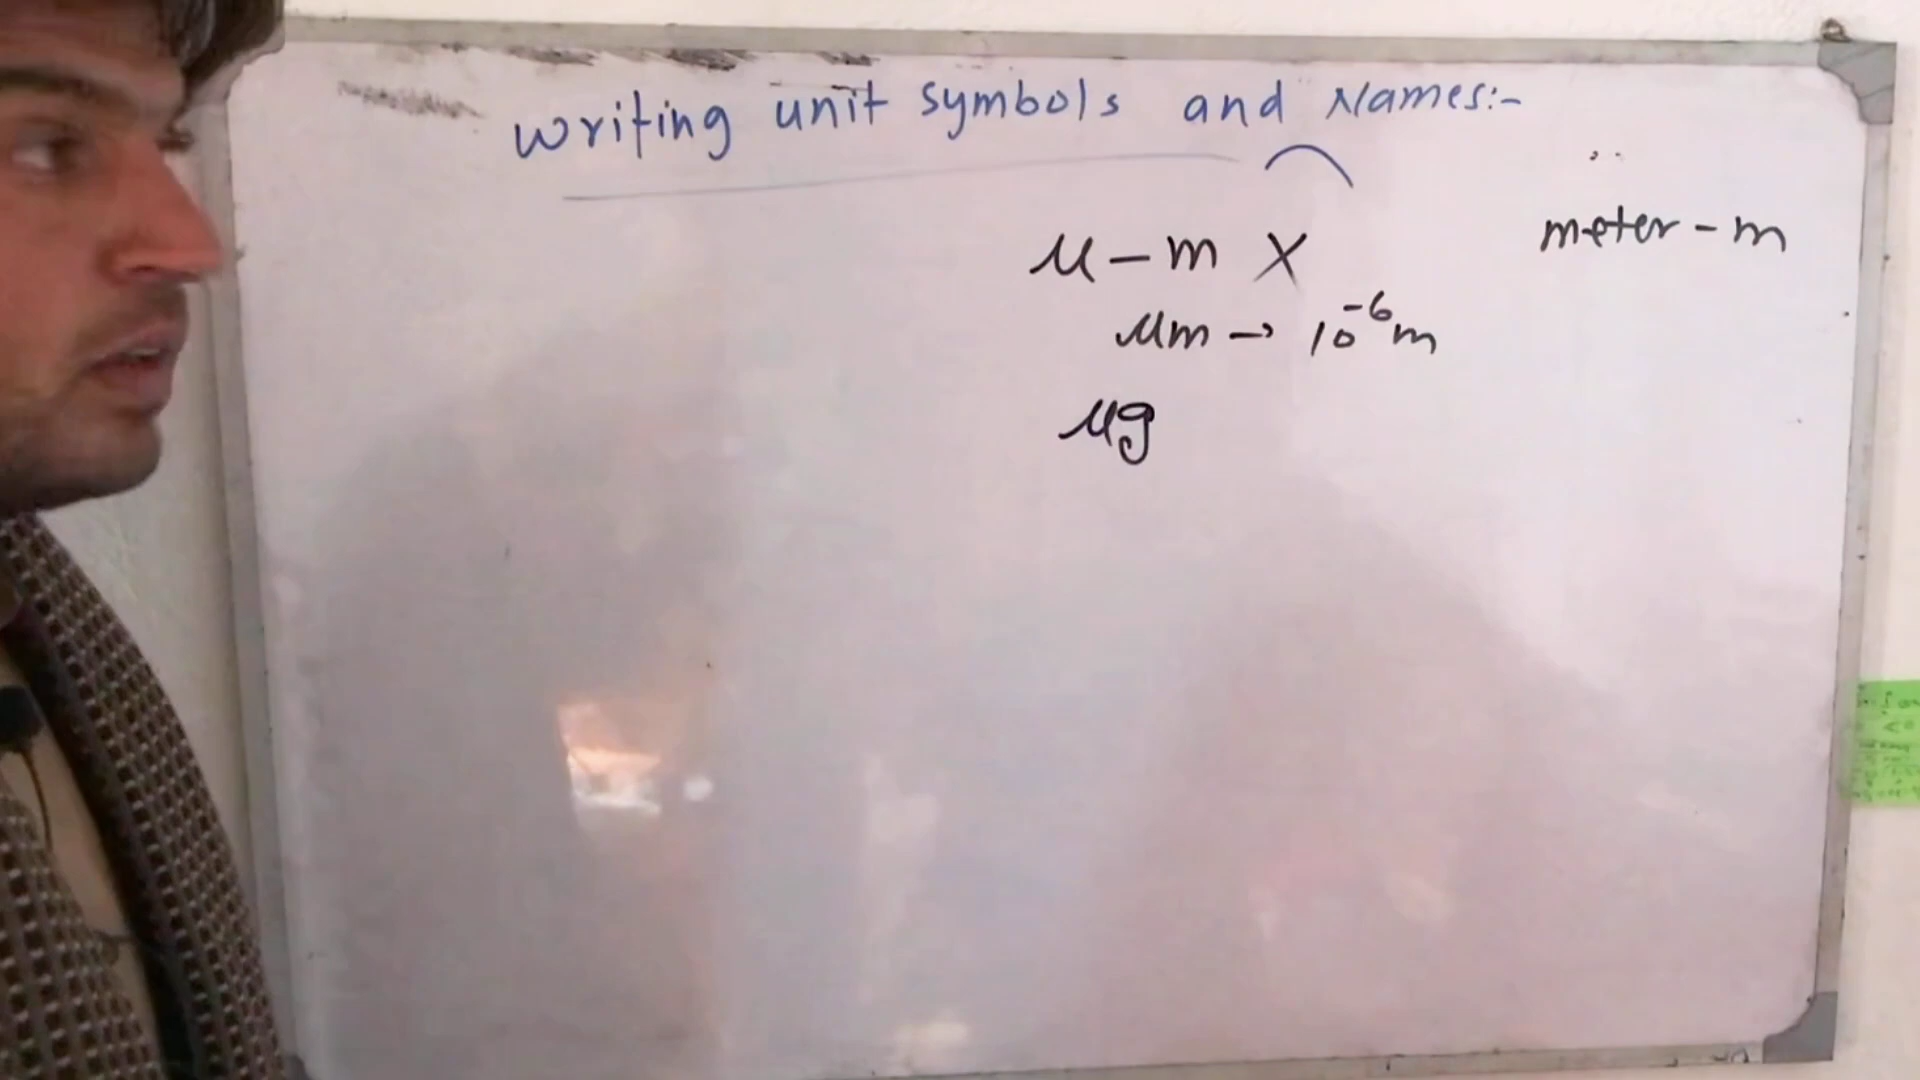 writing unit symbols and Names:-
μ-m X
meter-m
μm → 10⁻⁶m
μg